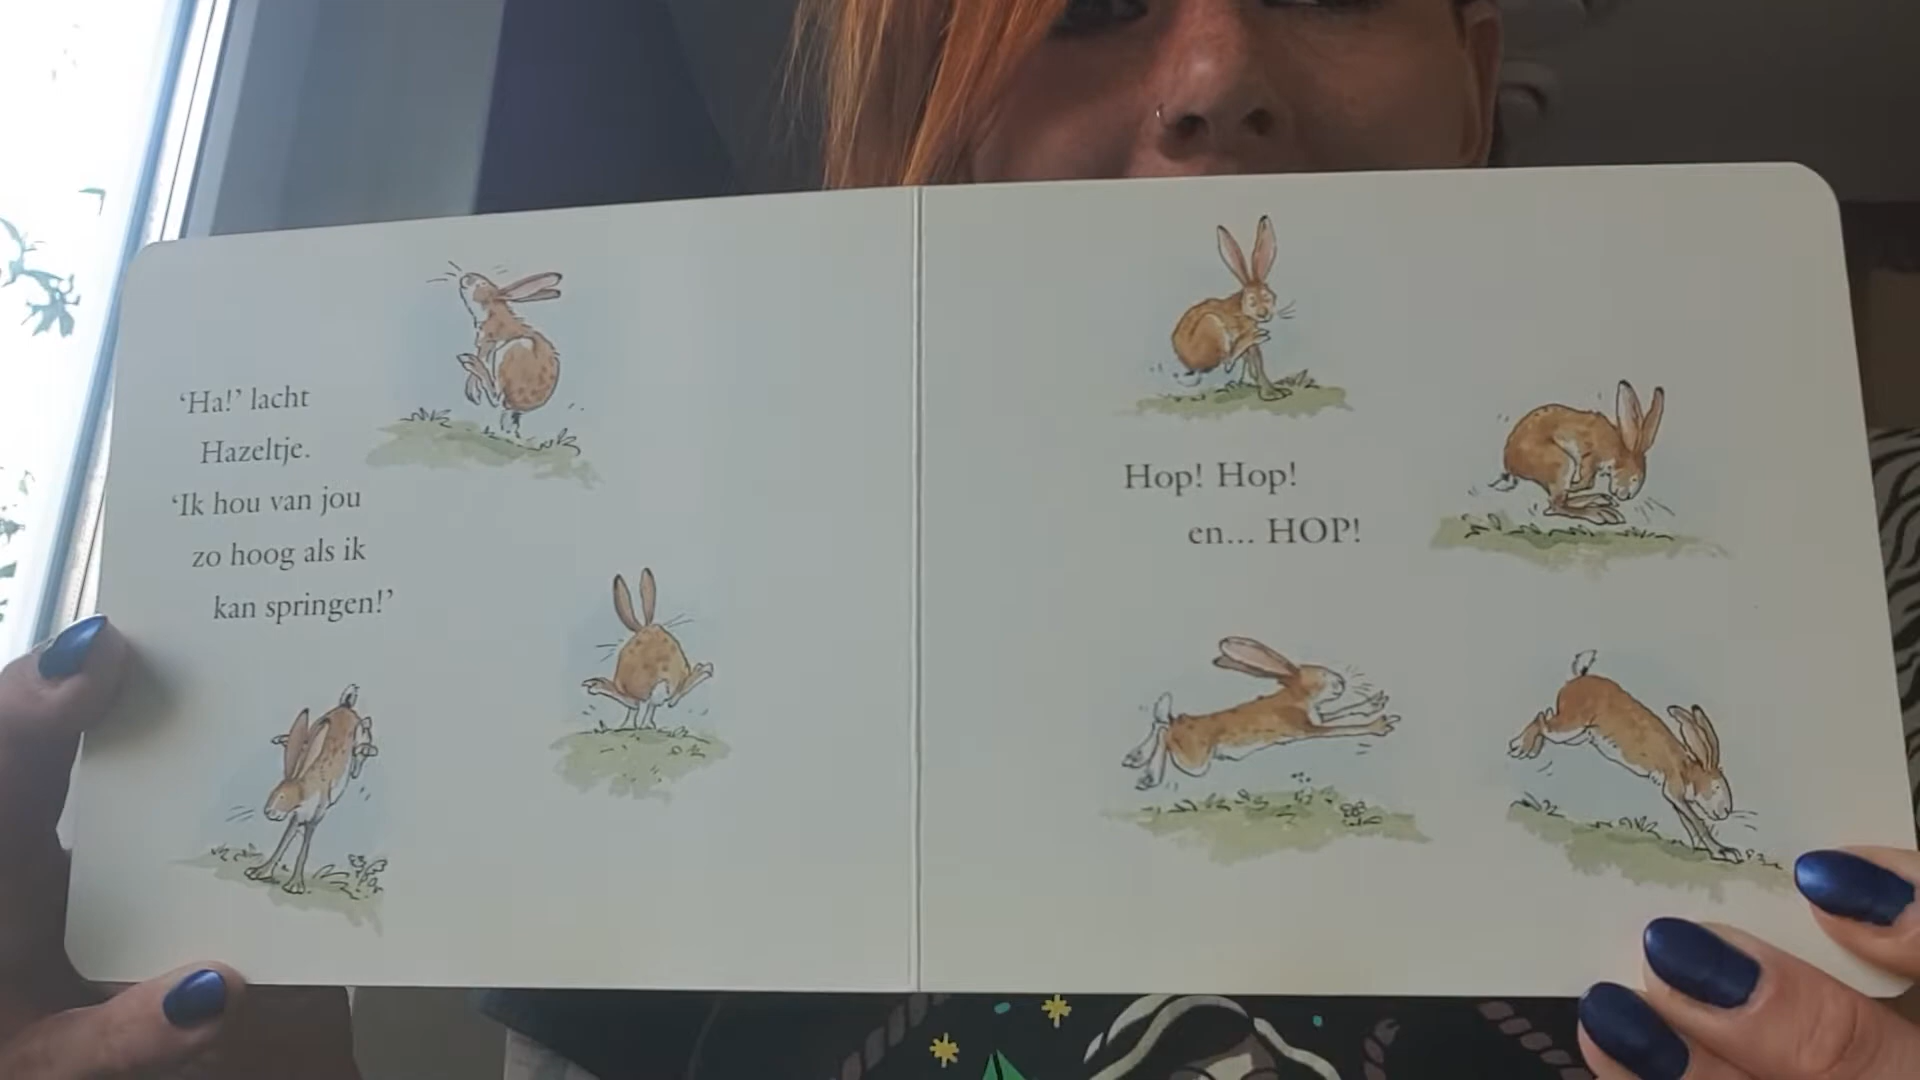 ‘Ha!’ lacht
Hazeltje.
‘Ik hou van jou
zo hoog als ik
kan springen!’
Hop! Hop!
en... HOP!